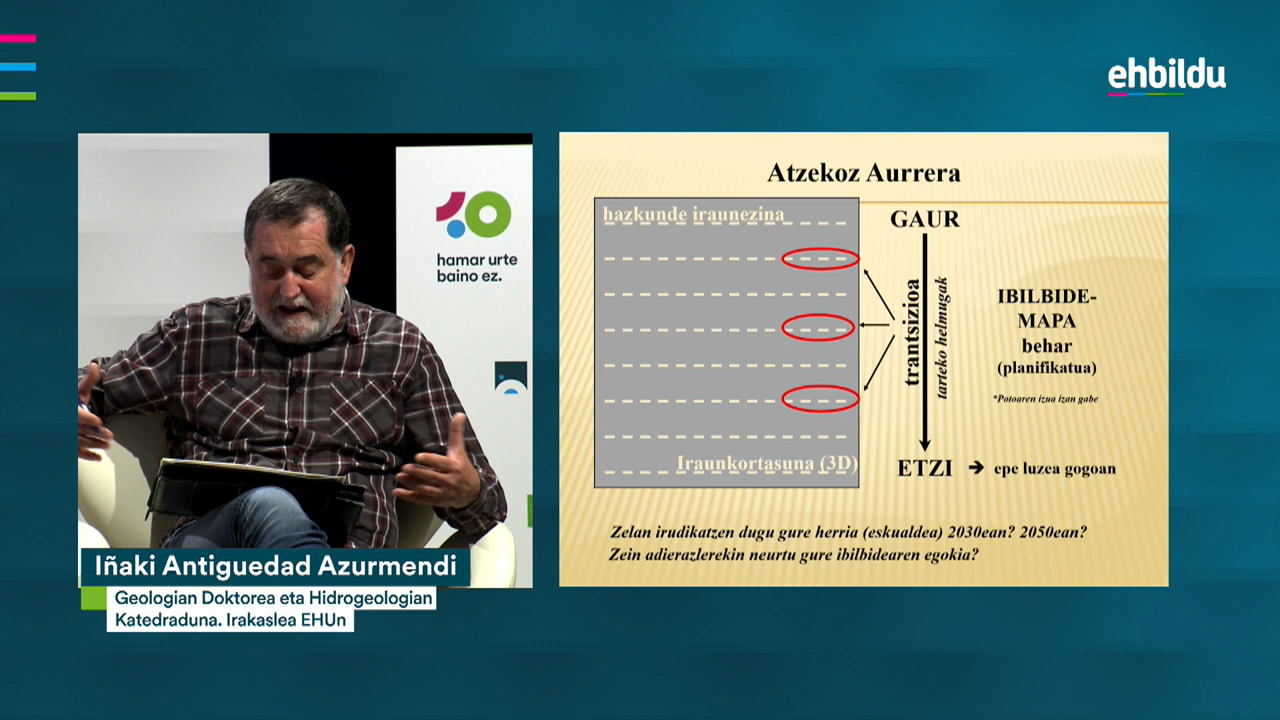 ehbildu
hamar urte
baino ez.
Iñaki Antiguedad Azurmendi
Geologian Doktorea eta Hidrogeologian
Katedraduna. Irakaslea EHUn
Atzekoz Aurrera
hazkunde iraunezina
Iraunkortasuna (3D)
GAUR
trantsizioa
tarteko helmugak
ETZI → epe luzea gogoan
IBILBIDE-
MAPA
behar
(planifikatua)
*Potoaren izua izan gabe
Zelan irudikatzen dugu gure herria (eskualdea) 2030ean? 2050ean?
Zein adierazlerekin neurtu gure ibilbidearen egokia?